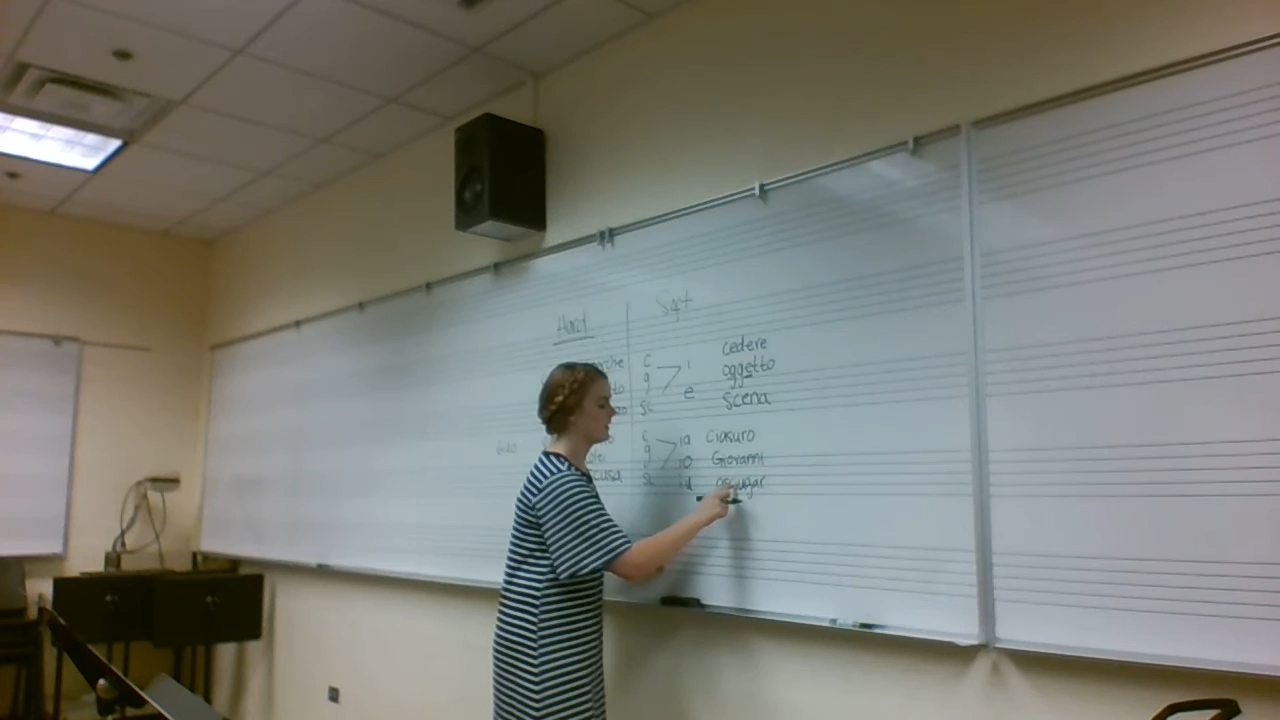 Hard Soft
c i cedere
g e oggetto
sc scena
c ia Ciasuro
g io Giovanni
sc iu asciugar